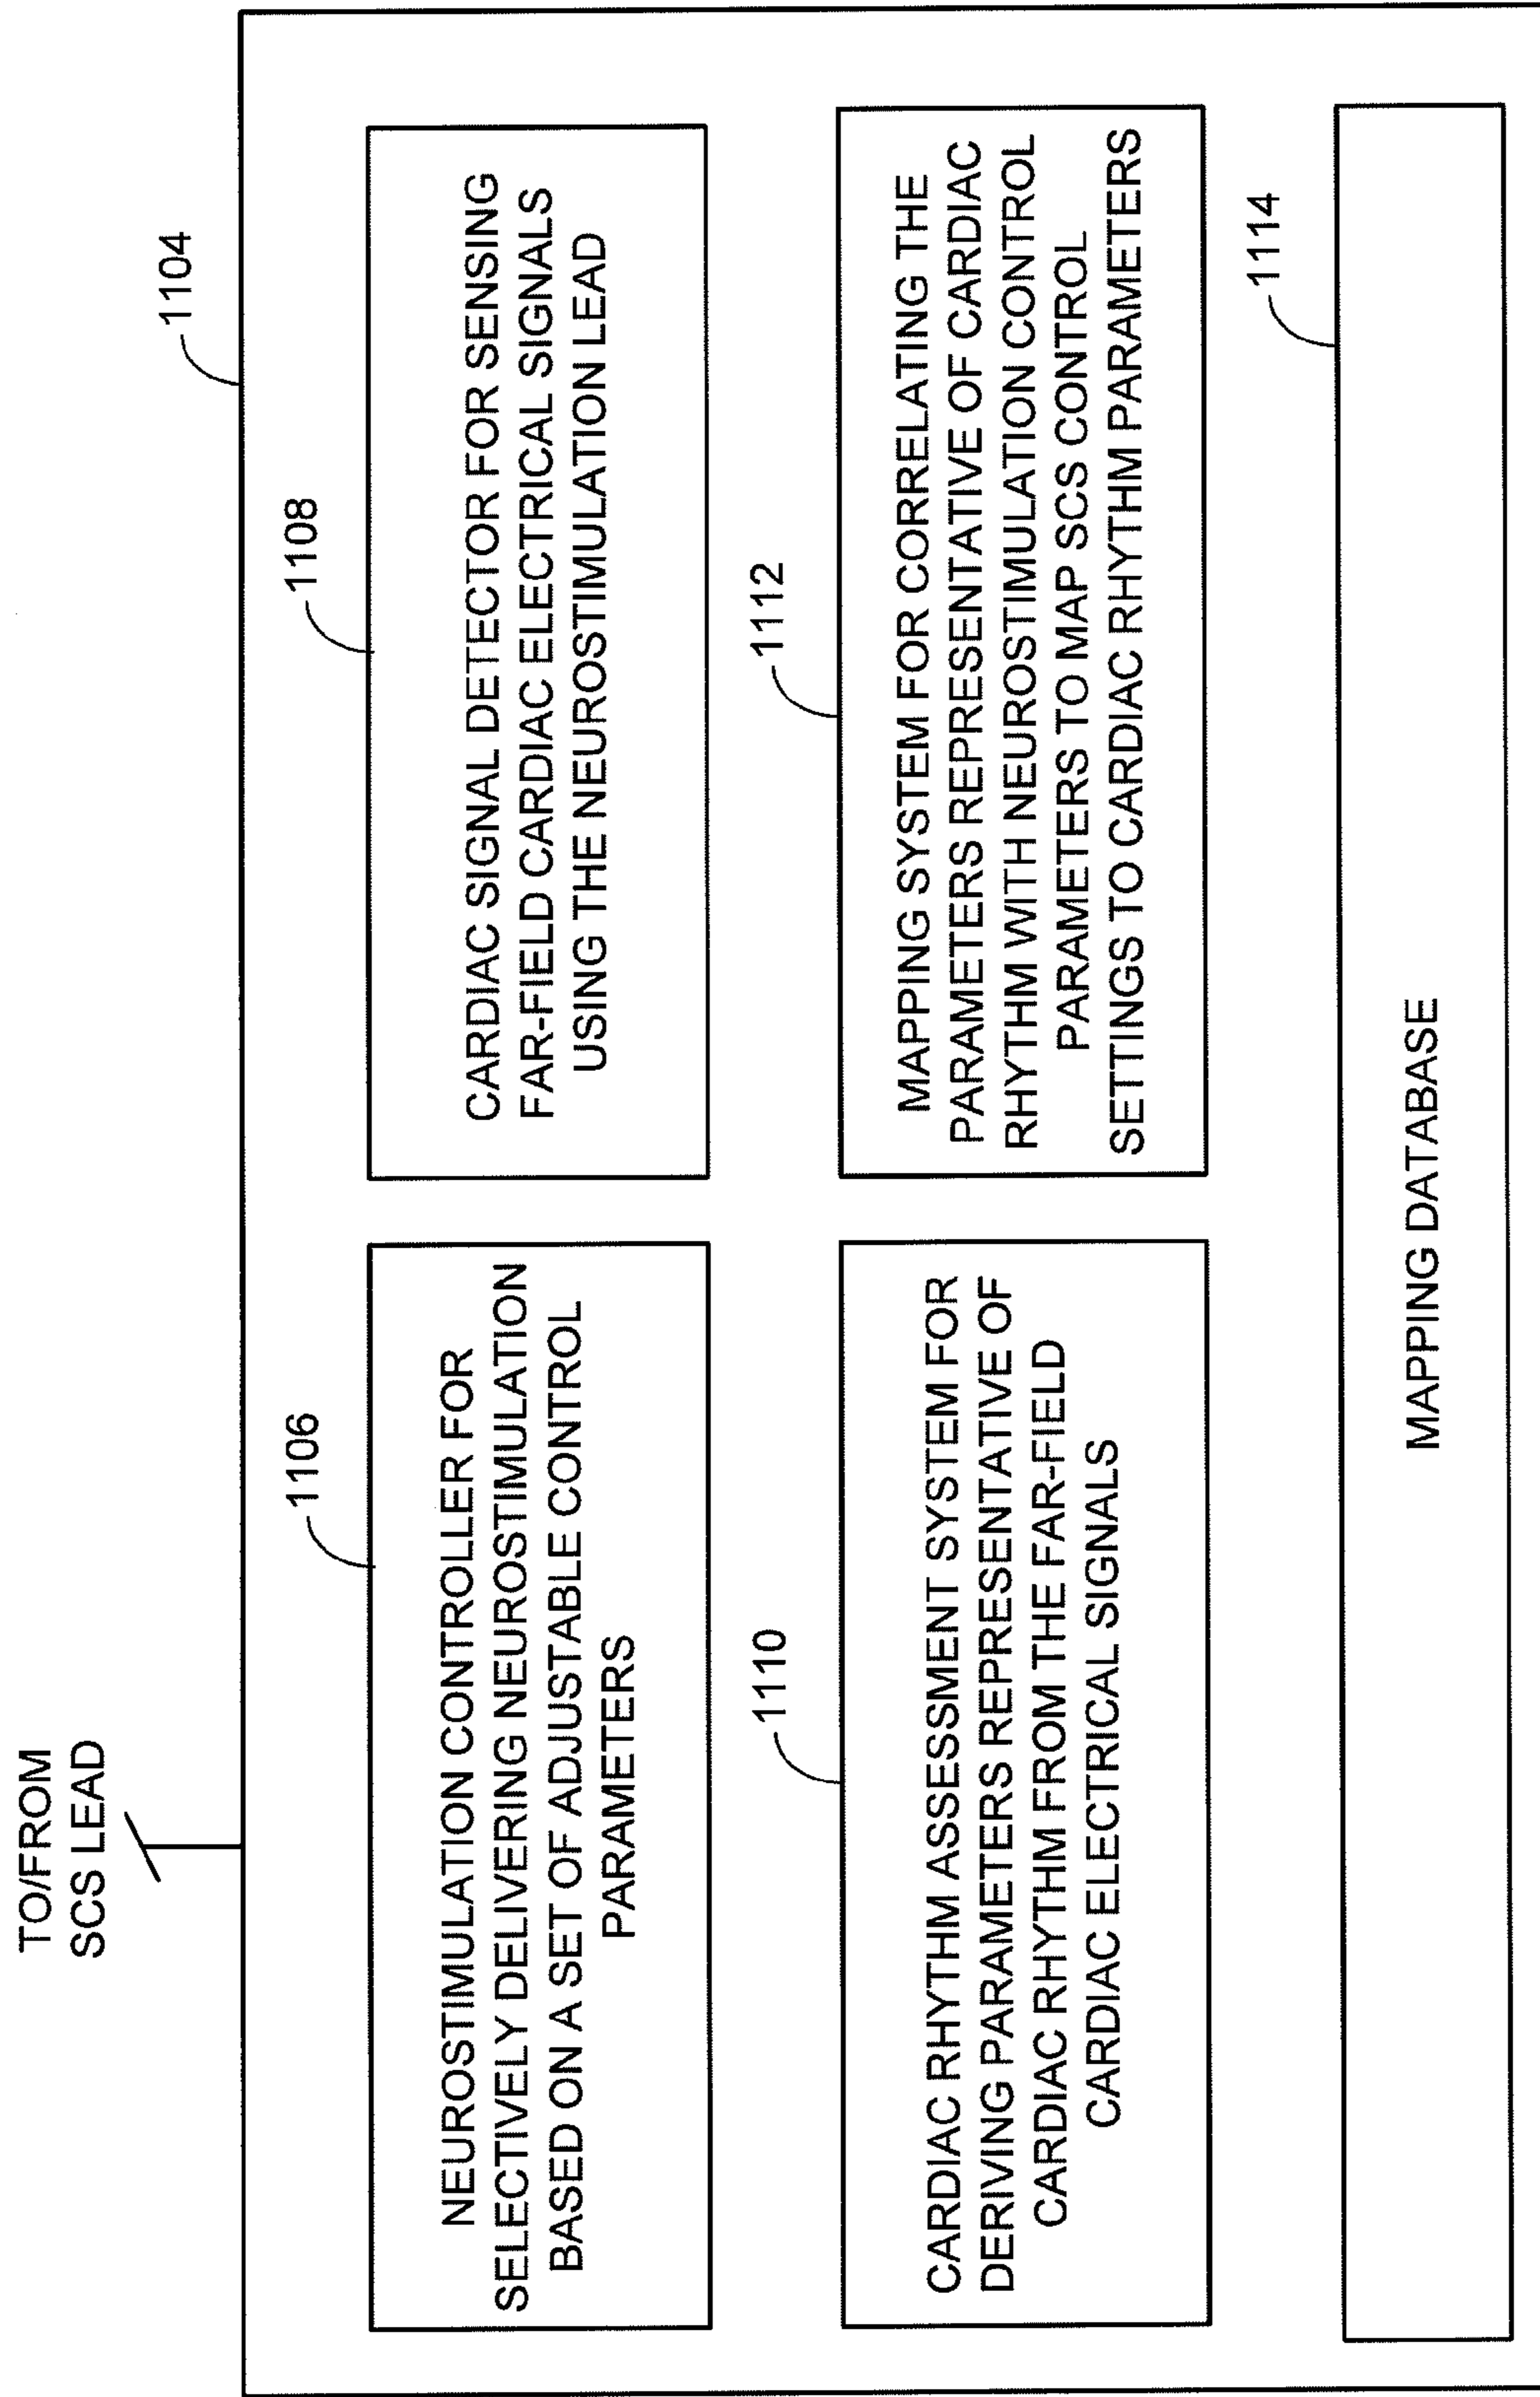 TO/FROM
SCS LEAD
1104
1106
NEUROSTIMULATION CONTROLLER FOR
SELECTIVELY DELIVERING NEUROSTIMULATION
BASED ON A SET OF ADJUSTABLE CONTROL
PARAMETERS
1108
CARDIAC SIGNAL DETECTOR FOR SENSING
FAR-FIELD CARDIAC ELECTRICAL SIGNALS
USING THE NEUROSTIMULATION LEAD
1110
CARDIAC RHYTHM ASSESSMENT SYSTEM FOR
DERIVING PARAMETERS REPRESENTATIVE OF
CARDIAC RHYTHM FROM THE FAR-FIELD
CARDIAC ELECTRICAL SIGNALS
1112
MAPPING SYSTEM FOR CORRELATING THE
PARAMETERS REPRESENTATIVE OF CARDIAC
RHYTHM WITH NEUROSTIMULATION CONTROL
PARAMETERS TO MAP SCS CONTROL
SETTINGS TO CARDIAC RHYTHM PARAMETERS
1114
MAPPING DATABASE